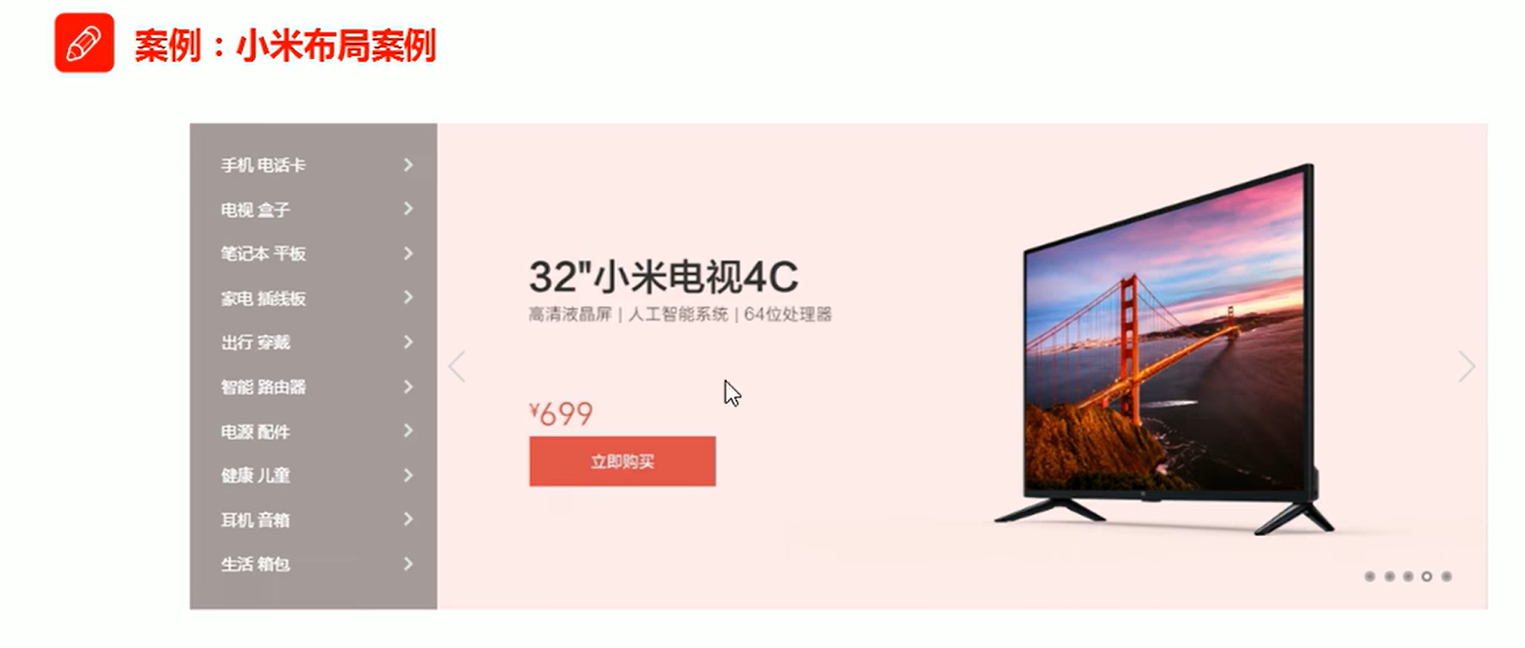 案例：小米布局案例
手机 电话卡
电视 盒子
笔记本 平板
家电 插线板
出行 穿戴
智能 路由器
电源 配件
健康 儿童
耳机 音箱
生活 箱包
32"小米电视4C
高清液晶屏 | 人工智能系统 | 64位处理器
¥699
立即购买